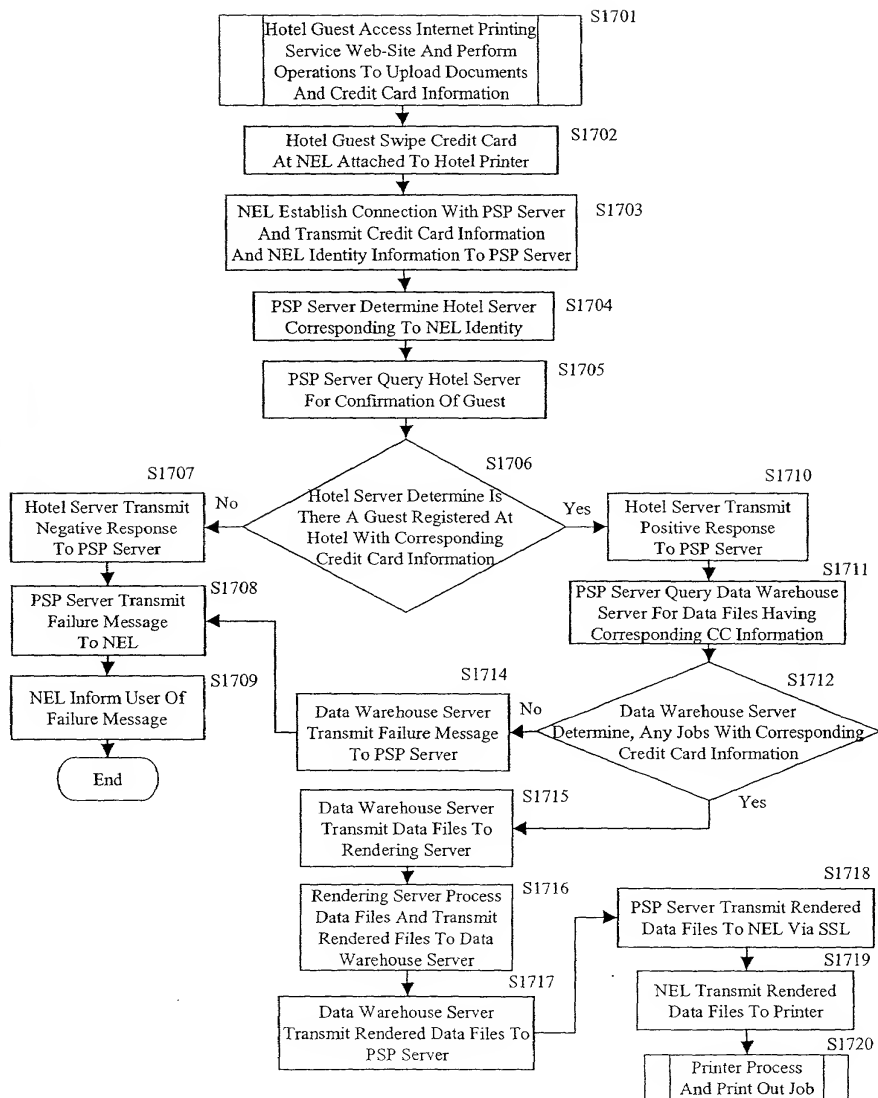 S1701
Hotel Guest Access Internet Printing
Service Web-Site And Perform
Operations To Upload Documents
And Credit Card Information
S1702
Hotel Guest Swipe Credit Card
At NEL Attached To Hotel Printer
S1703
NEL Establish Connection With PSP Server
And Transmit Credit Card Information
And NEL Identity Information To PSP Server
S1704
PSP Server Determine Hotel Server
Corresponding To NEL Identity
S1705
PSP Server Query Hotel Server
For Confirmation Of Guest
S1706
Hotel Server Determine Is
There A Guest Registered At
Hotel With Corresponding
Credit Card Information
No
Yes
S1707
Hotel Server Transmit
Negative Response
To PSP Server
S1708
PSP Server Transmit
Failure Message
To NEL
S1709
NEL Inform User Of
Failure Message
End
S1710
Hotel Server Transmit
Positive Response
To PSP Server
S1711
PSP Server Query Data Warehouse
Server For Data Files Having
Corresponding CC Information
S1712
Data Warehouse Server
Determine, Any Jobs With Corresponding
Credit Card Information
No
Yes
S1714
Data Warehouse Server
Transmit Failure Message
To PSP Server
S1715
Data Warehouse Server
Transmit Data Files To
Rendering Server
S1716
Rendering Server Process
Data Files And Transmit
Rendered Files To Data
Warehouse Server
S1717
Data Warehouse Server
Transmit Rendered Data Files To
PSP Server
S1718
PSP Server Transmit Rendered
Data Files To NEL Via SSL
S1719
NEL Transmit Rendered
Data Files To Printer
S1720
Printer Process
And Print Out Job